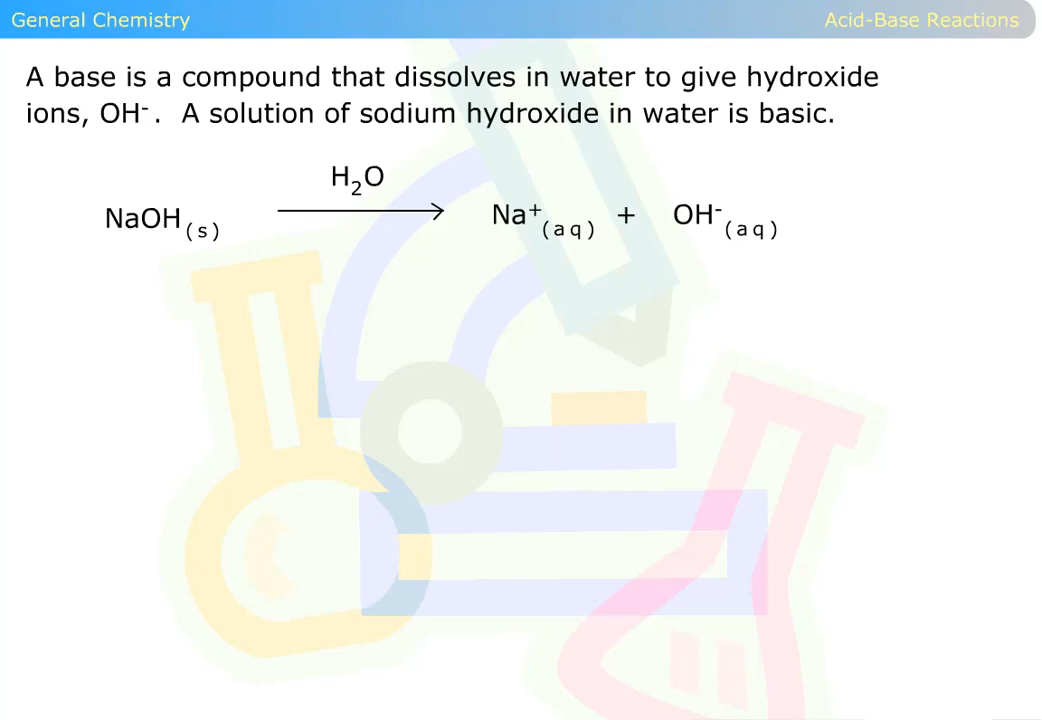 General Chemistry
Acid-Base Reactions
A base is a compound that dissolves in water to give hydroxide
ions, OH⁻ .  A solution of sodium hydroxide in water is basic.
H₂O
NaOH₍ₛ₎ → Na⁺(aq) + OH⁻(aq)